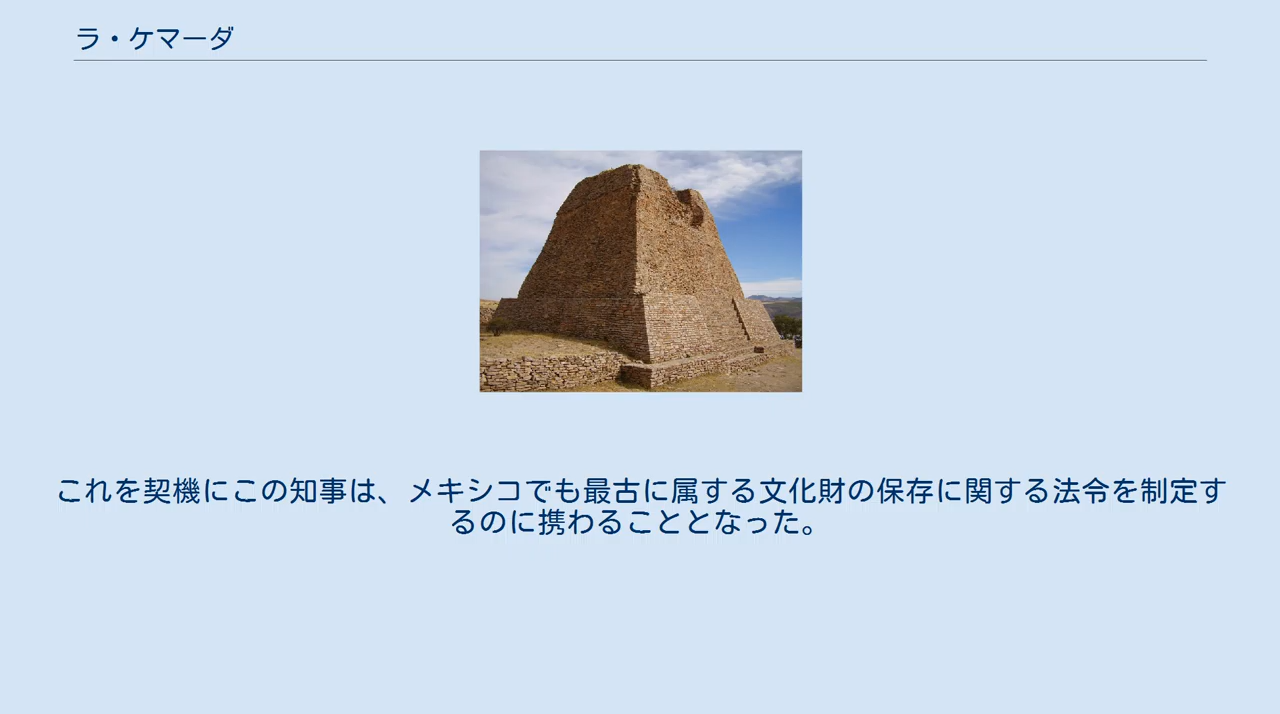 ラ・ケマーダ
これを契機にこの知事は、メキシコでも最古に属する文化財の保存に関する法令を制定す
るのに携わることとなった。